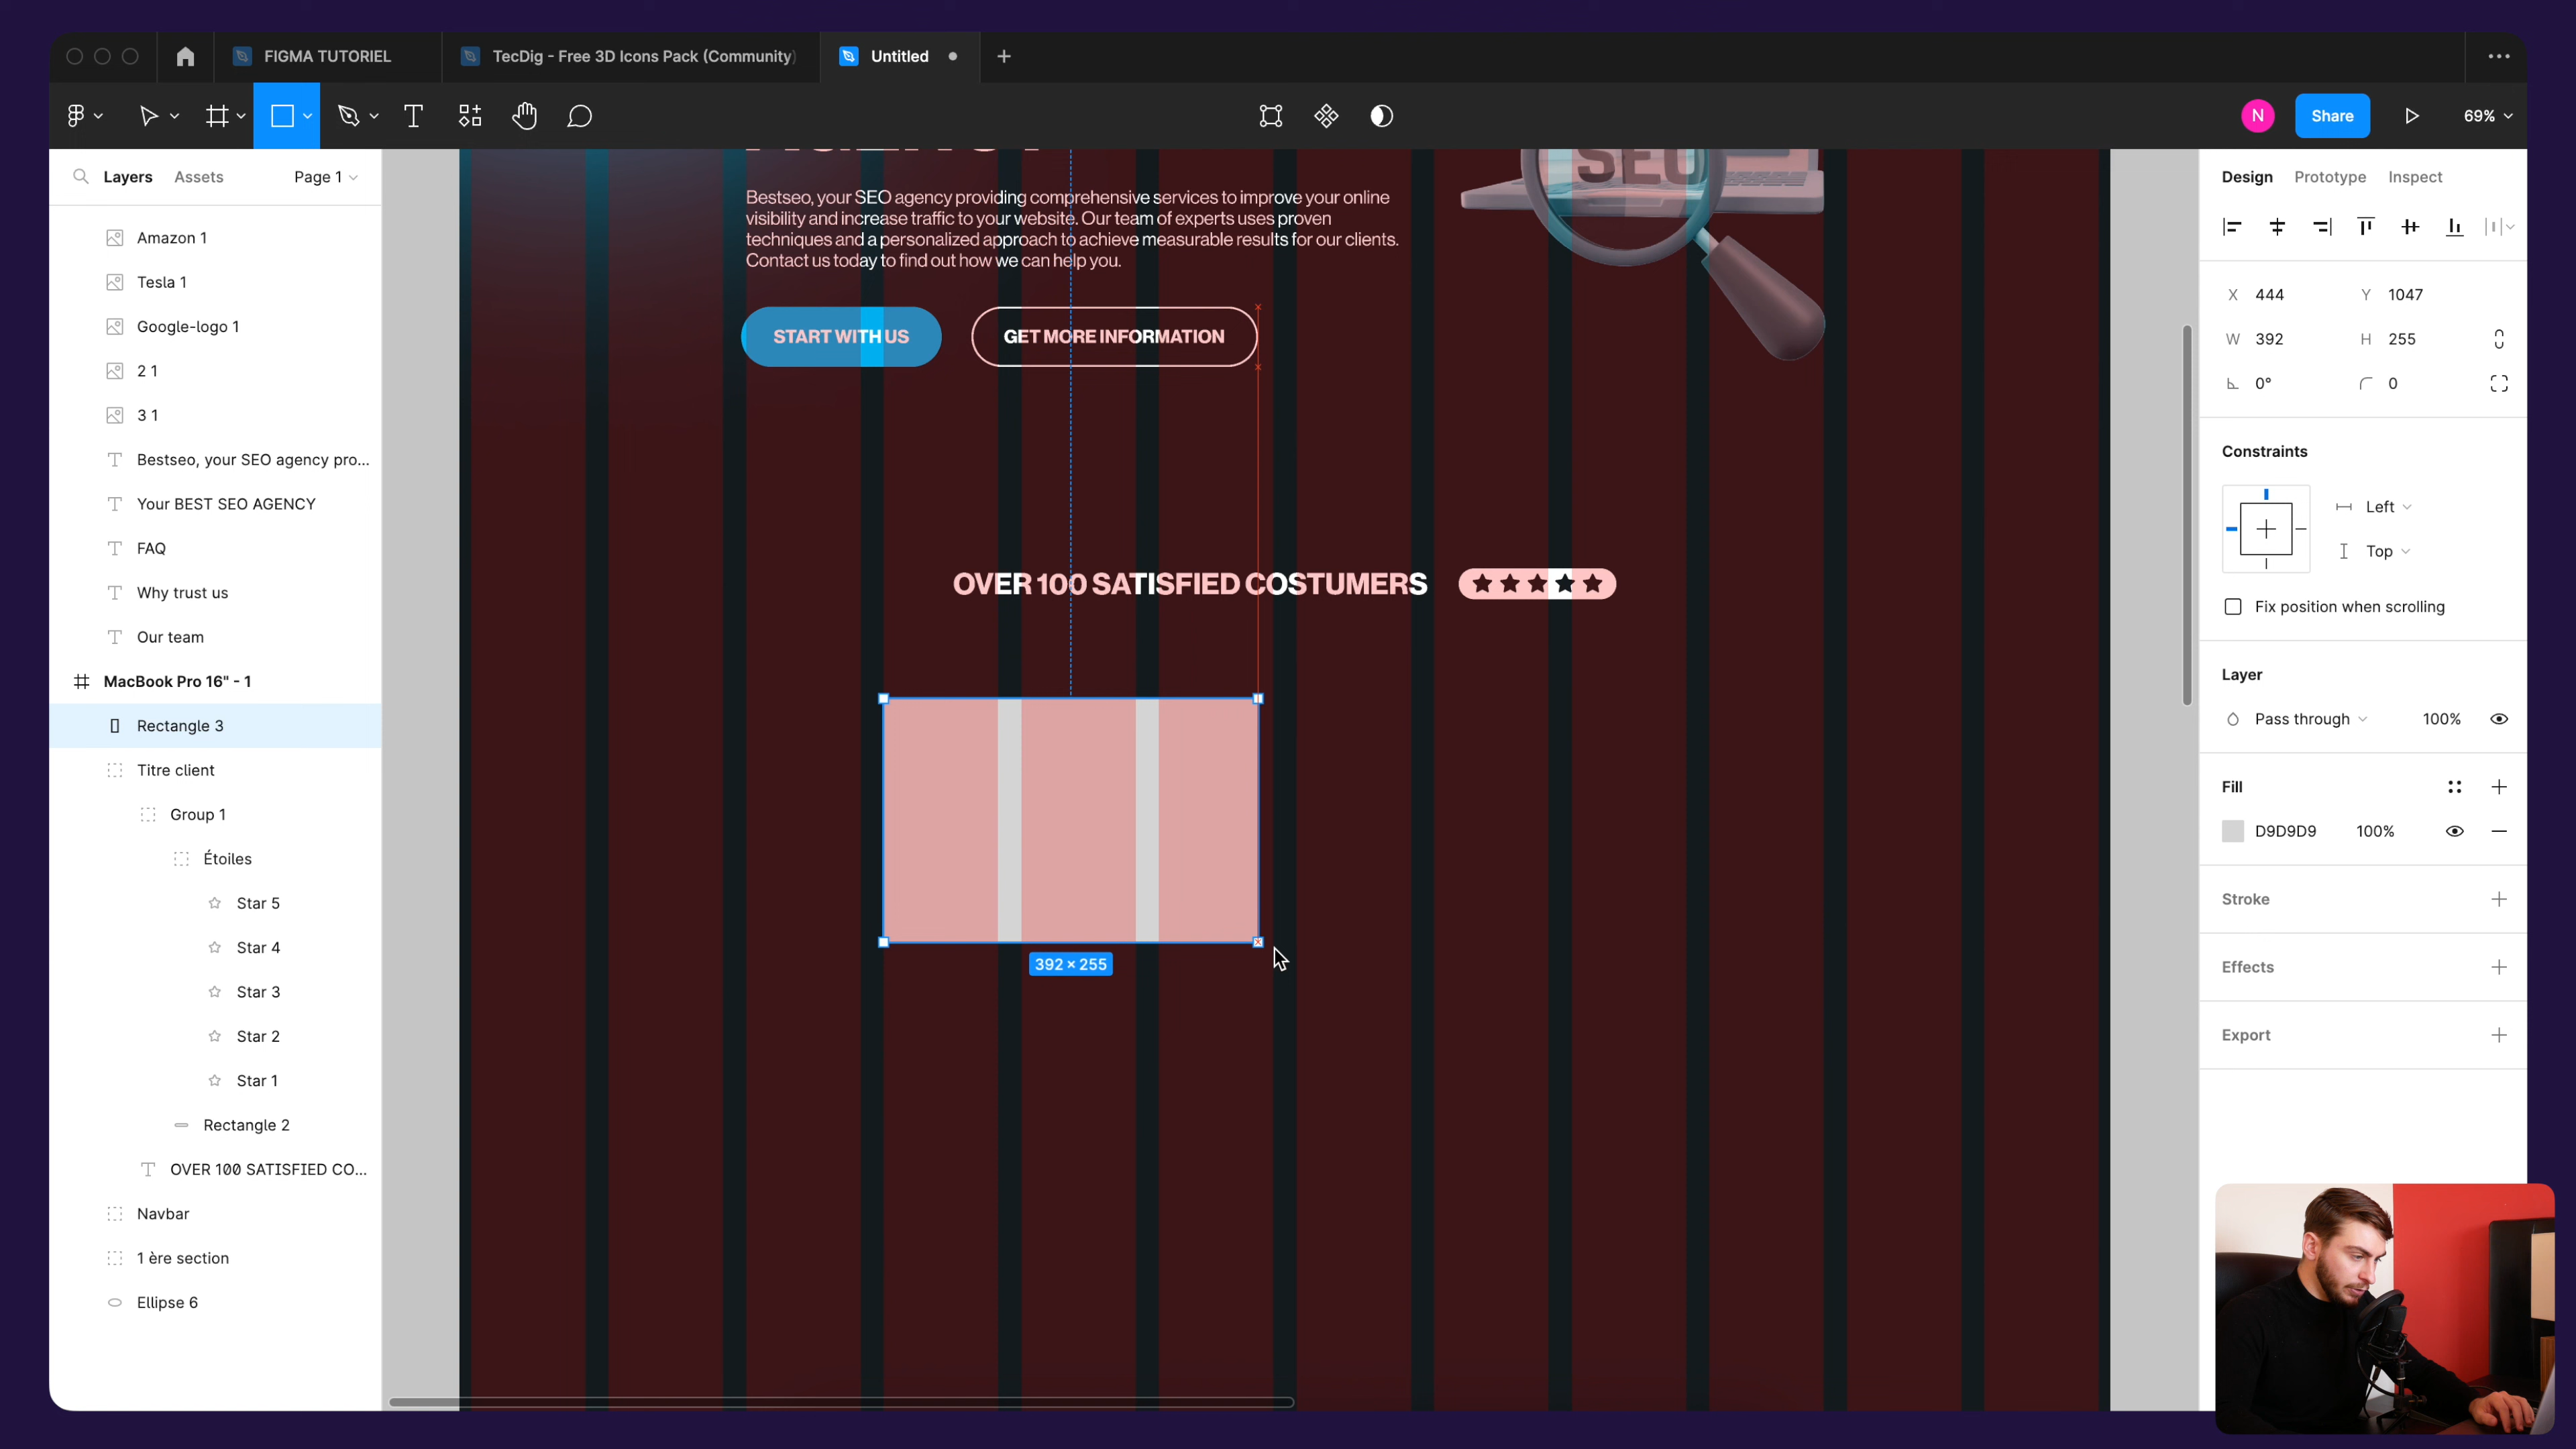 FIGMA TUTORIEL
TecDig - Free 3D Icons Pack (Community)
Untitled
N
Share
69%
Layers
Assets
Page 1
Amazon 1
Tesla 1
Google-logo 1
2 1
3 1
Bestseo, your SEO agency pro...
Your BEST SEO AGENCY
FAQ
Why trust us
Our team
MacBook Pro 16" - 1
Rectangle 3
Titre client
Group 1
Étoiles
Star 5
Star 4
Star 3
Star 2
Star 1
Rectangle 2
OVER 100 SATISFIED CO...
Navbar
1 ère section
Ellipse 6
SEO
Bestseo, your SEO agency providing comprehensive services to improve your online
visibility and increase traffic to your website. Our team of experts uses proven
techniques and a personalized approach to achieve measurable results for our clients.
Contact us today to find out how we can help you.
START WITH US
GET MORE INFORMATION
OVER 100 SATISFIED COSTUMERS
392 × 255
Design
Prototype
Inspect
X 444
Y 1047
W 392
H 255
0°
0
Constraints
Left
Top
Fix position when scrolling
Layer
Pass through
100%
Fill
D9D9D9
100%
Stroke
Effects
Export